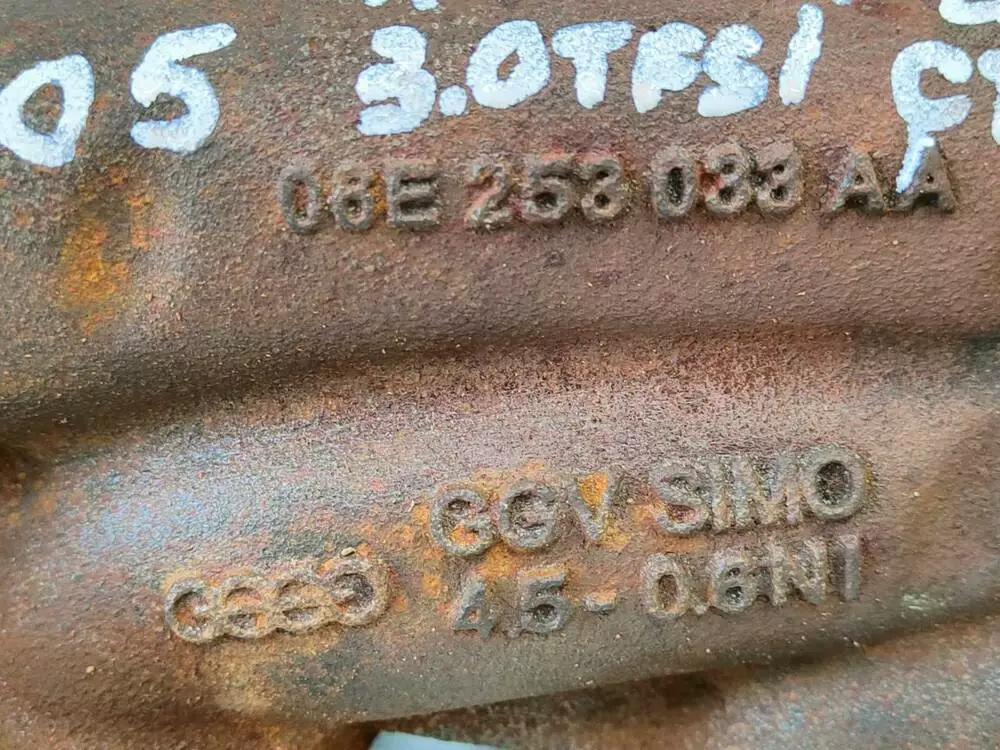 05 3.0TFSI
06E 253 033 AA
GGV SIMO
4.5-0.6NI